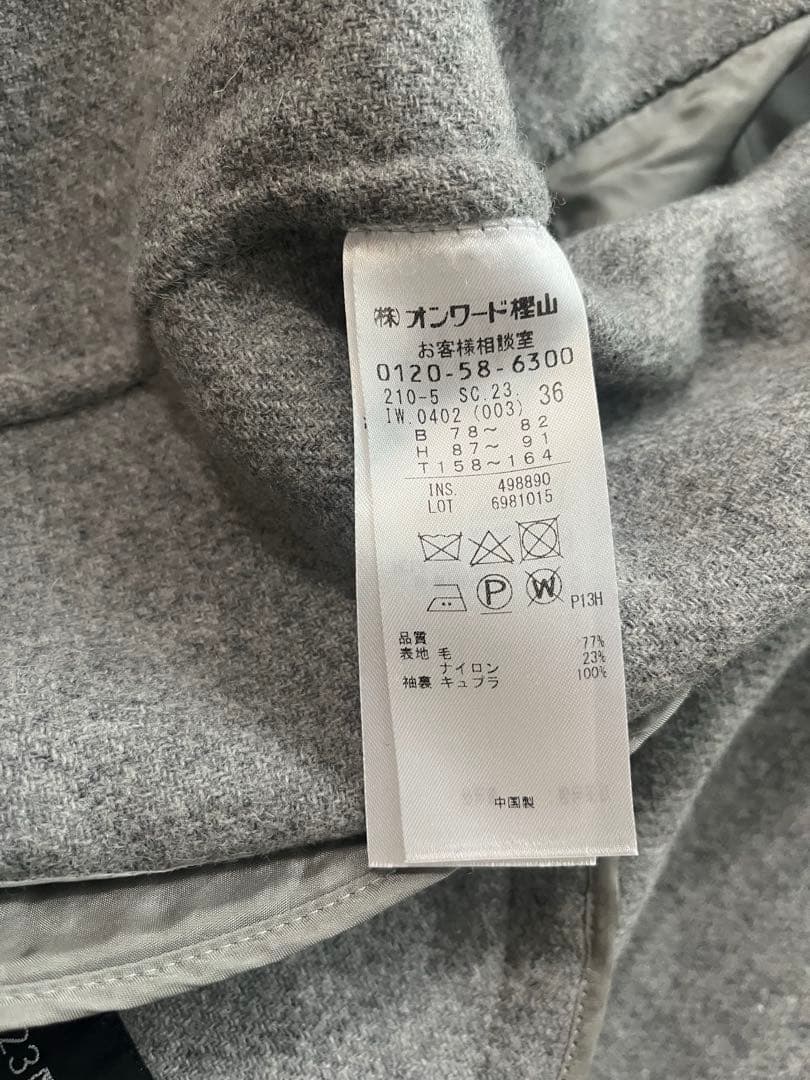 (株)オンワード樫山
お客様相談室
0120-58-6300
210-5 SC.23. 36
IW.0402 (003)
B 78～ 82
H 87～ 91
T158～164
INS. 498890
LOT 6981015
P W P13H
品質
表地 毛 77%
ナイロン 23%
袖裏 キュプラ 100%
中国製
23